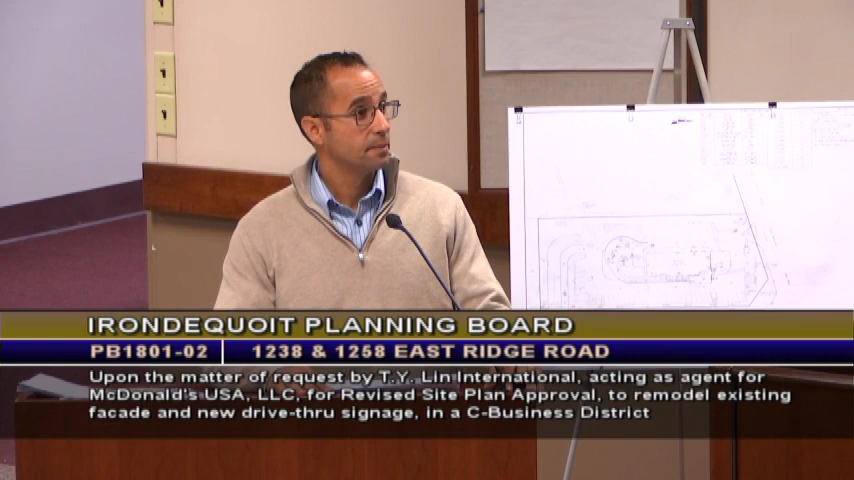 IRONDEQUOIT PLANNING BOARD
PB1801-02 1238 & 1258 EAST RIDGE ROAD
Upon the matter of request by T.Y. Lin International, acting as agent for
McDonald's USA, LLC, for Revised Site Plan Approval, to remodel existing
facade and new drive-thru signage, in a C-Business District